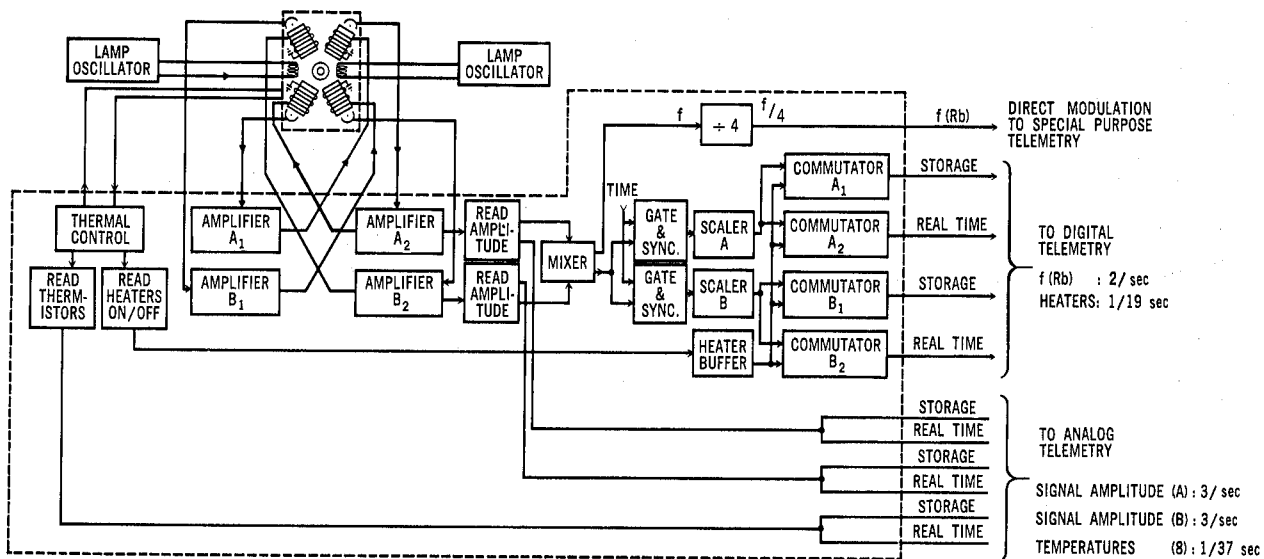 LAMP
OSCILLATOR
LAMP
OSCILLATOR
f
÷ 4
f/4
f (Rb)
DIRECT MODULATION
TO SPECIAL PURPOSE
TELEMETRY
THERMAL
CONTROL
READ
THERM-
ISTORS
READ
HEATERS
ON/OFF
AMPLIFIER
A1
AMPLIFIER
B1
AMPLIFIER
A2
AMPLIFIER
B2
READ
AMPLI-
TUDE
READ
AMPLI-
TUDE
MIXER
TIME
GATE
&
SYNC.
GATE
&
SYNC.
SCALER
A
SCALER
B
HEATER
BUFFER
COMMUTATOR
A1
COMMUTATOR
A2
COMMUTATOR
B1
COMMUTATOR
B2
STORAGE
REAL TIME
STORAGE
REAL TIME
TO DIGITAL
TELEMETRY
f (Rb) : 2/sec
HEATERS: 1/19 sec
STORAGE
REAL TIME
STORAGE
REAL TIME
STORAGE
REAL TIME
TO ANALOG
TELEMETRY
SIGNAL AMPLITUDE (A) : 3/sec
SIGNAL AMPLITUDE (B) : 3/sec
TEMPERATURES (8) : 1/37 sec